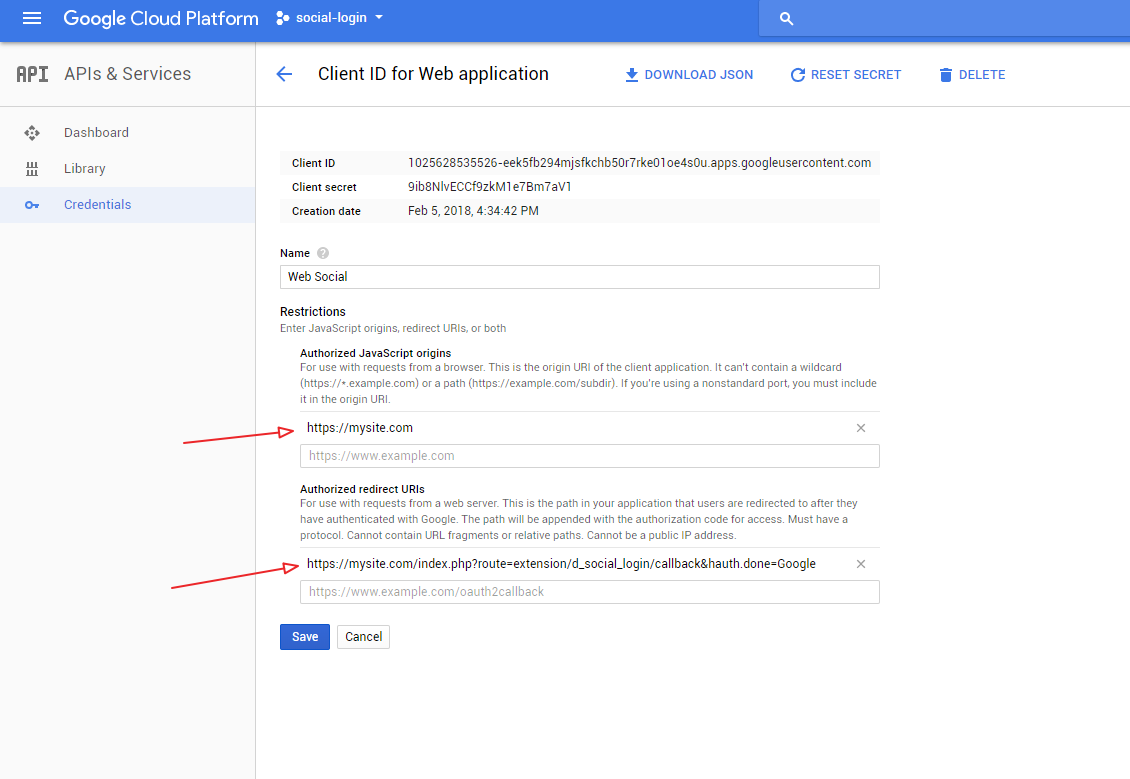 Google Cloud Platform social-login
API APIs & Services
Client ID for Web application DOWNLOAD JSON RESET SECRET DELETE
Dashboard
Library
Credentials
Client ID 1025628535526-eek5fb294mjsfkchb50r7rke01oe4s0u.apps.googleusercontent.com
Client secret 9ib8NlvECCf9zkM1e7Bm7aV1
Creation date Feb 5, 2018, 4:34:42 PM
Name ?
Web Social
Restrictions
Enter JavaScript origins, redirect URIs, or both
Authorized JavaScript origins
For use with requests from a browser. This is the origin URI of the client application. It can't contain a wildcard
(https://*.example.com) or a path (https://example.com/subdir). If you're using a nonstandard port, you must include
it in the origin URI.
https://mysite.com
https://www.example.com
Authorized redirect URIs
For use with requests from a web server. This is the path in your application that users are redirected to after they
have authenticated with Google. The path will be appended with the authorization code for access. Must have a
protocol. Cannot contain URL fragments or relative paths. Cannot be a public IP address.
https://mysite.com/index.php?route=extension/d_social_login/callback&hauth.done=Google
https://www.example.com/oauth2callback
Save Cancel